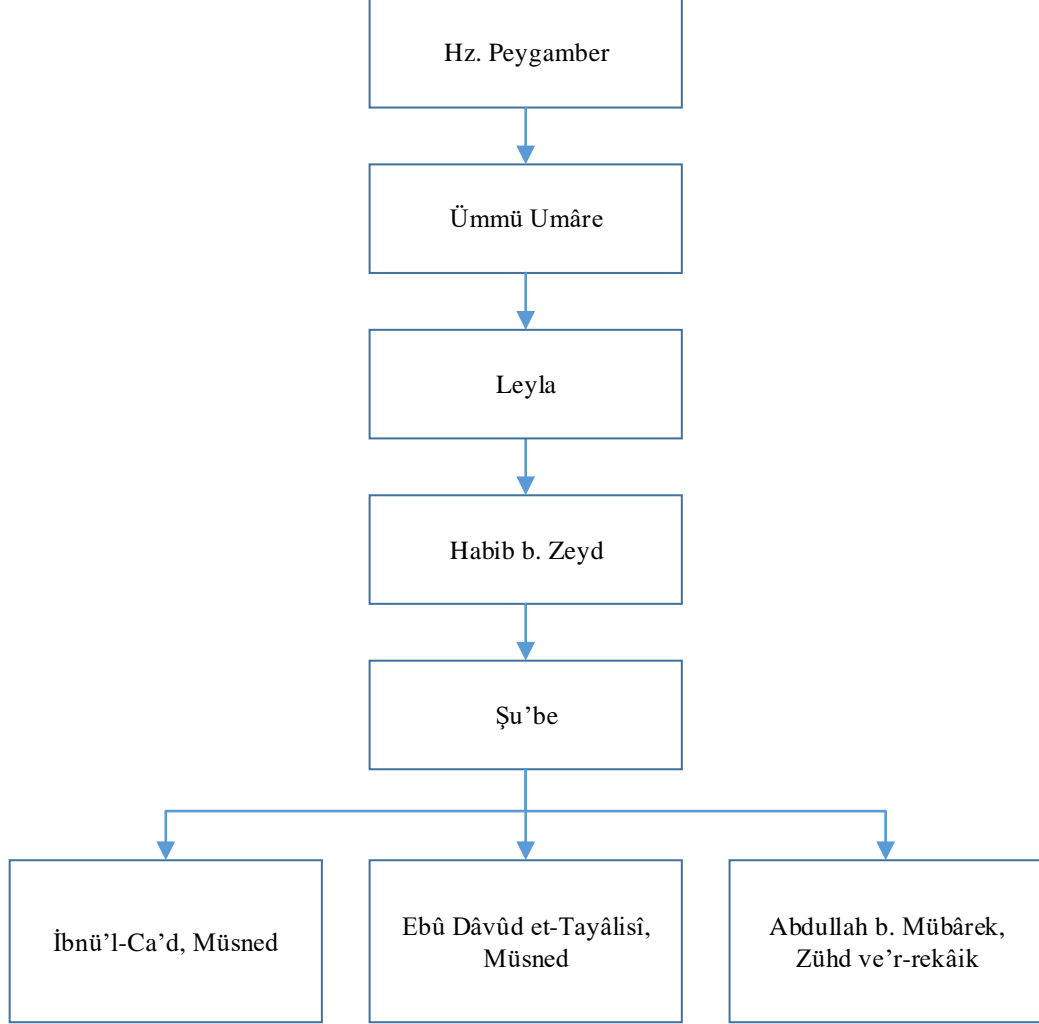 Hz. Peygamber
Ümmü Umâre
Leyla
Habib b. Zeyd
Şu’be
İbnü’l-Ca’d, Müsned
Ebû Dâvûd et-Tayâlisî,
Müsned
Abdullah b. Mübârek,
Zühd ve’r-rekâik